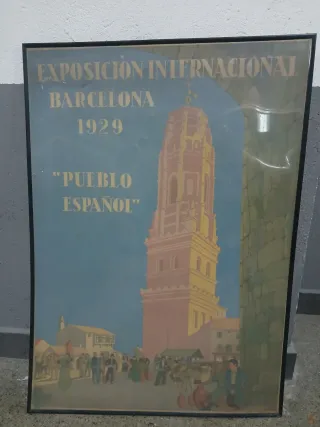 EXPOSICIÓN INTERNACIONAL
BARCELONA
1929
"PUEBLO
ESPAÑOL"